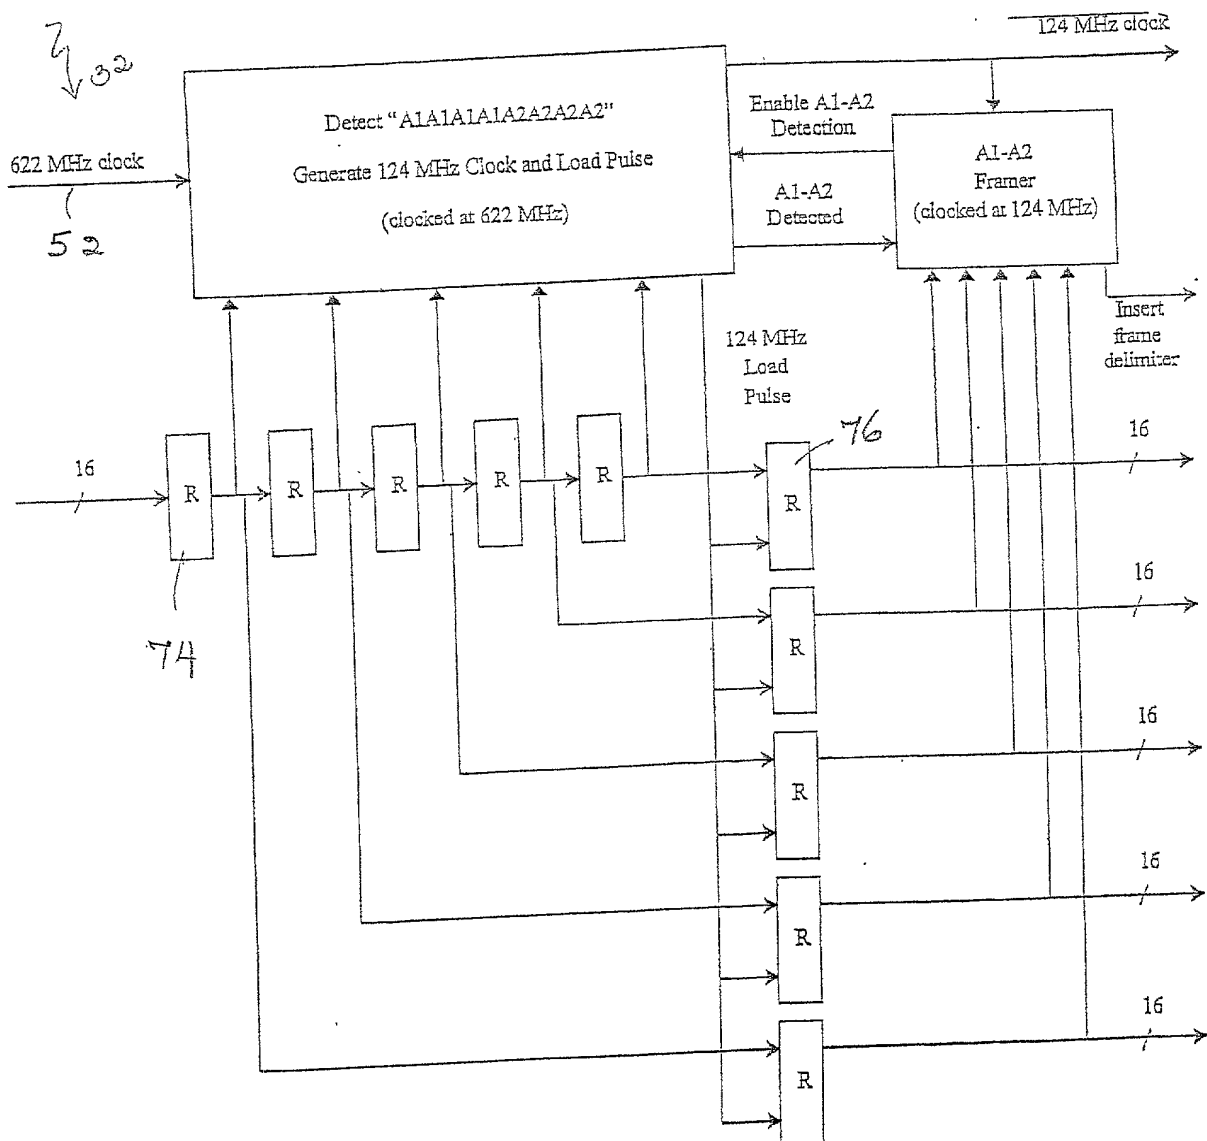 32
124 MHz clock
Detect "A1A1A1A1A2A2A2A2"
Generate 124 MHz Clock and Load Pulse
(clocked at 622 MHz)
622 MHz clock
52
Enable A1-A2
Detection
A1-A2
Detected
A1-A2
Framer
(clocked at 124 MHz)
Insert
frame
delimiter
124 MHz
Load
Pulse
76
16
16
R
R
R
R
R
R
74
16
R
16
R
16
R
16
R